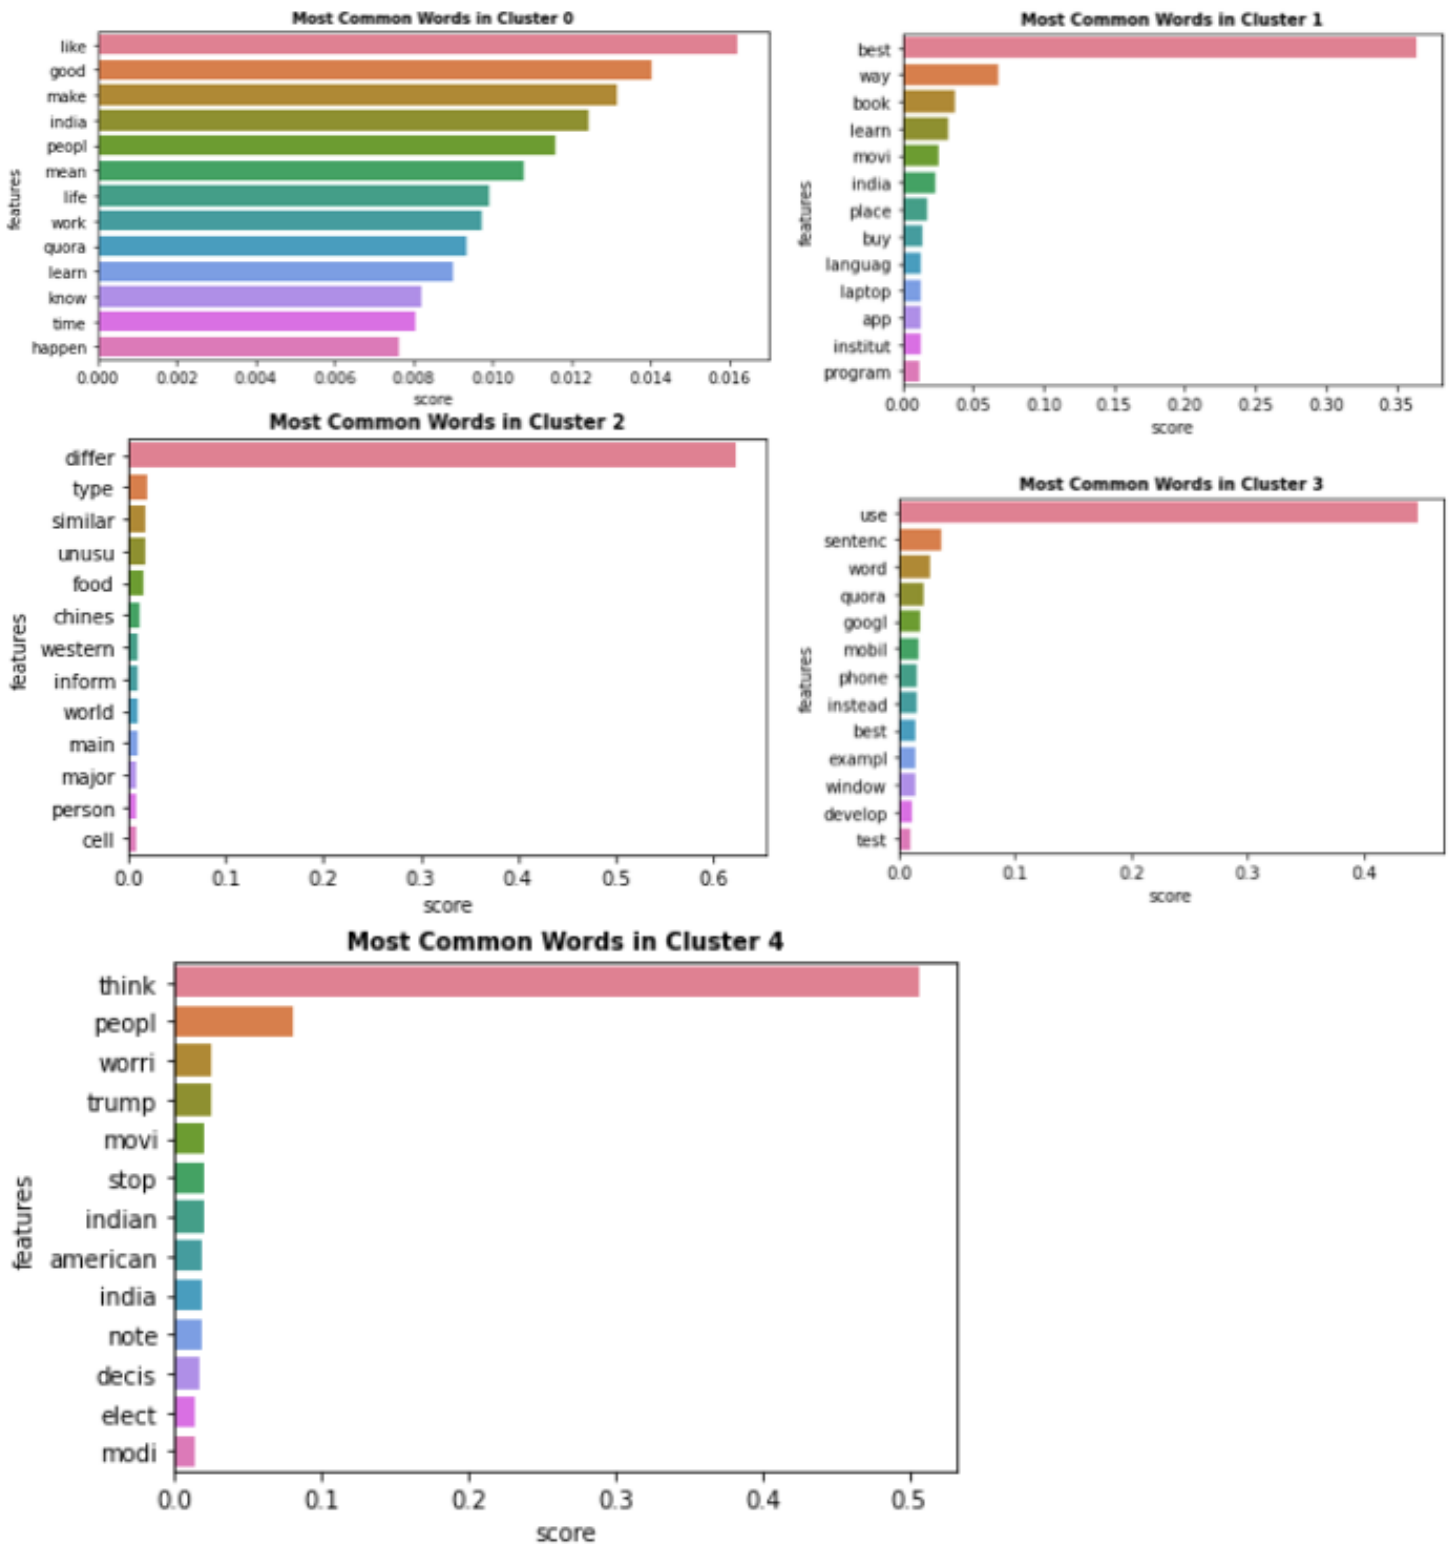 Most Common Words in Cluster 0
features
like
good
make
india
peopl
mean
life
work
quora
learn
know
time
happen
0.000 0.002 0.004 0.006 0.008 0.010 0.012 0.014 0.016
score
Most Common Words in Cluster 1
features
best
way
book
learn
movi
india
place
buy
languag
laptop
app
institut
program
0.00 0.05 0.10 0.15 0.20 0.25 0.30 0.35
score
Most Common Words in Cluster 2
features
differ
type
similar
unusu
food
chines
western
inform
world
main
major
person
cell
0.0 0.1 0.2 0.3 0.4 0.5 0.6
score
Most Common Words in Cluster 3
features
use
sentenc
word
quora
googl
mobil
phone
instead
best
exampl
window
develop
test
0.0 0.1 0.2 0.3 0.4
score
Most Common Words in Cluster 4
features
think
peopl
worri
trump
movi
stop
indian
american
india
note
decis
elect
modi
0.0 0.1 0.2 0.3 0.4 0.5
score